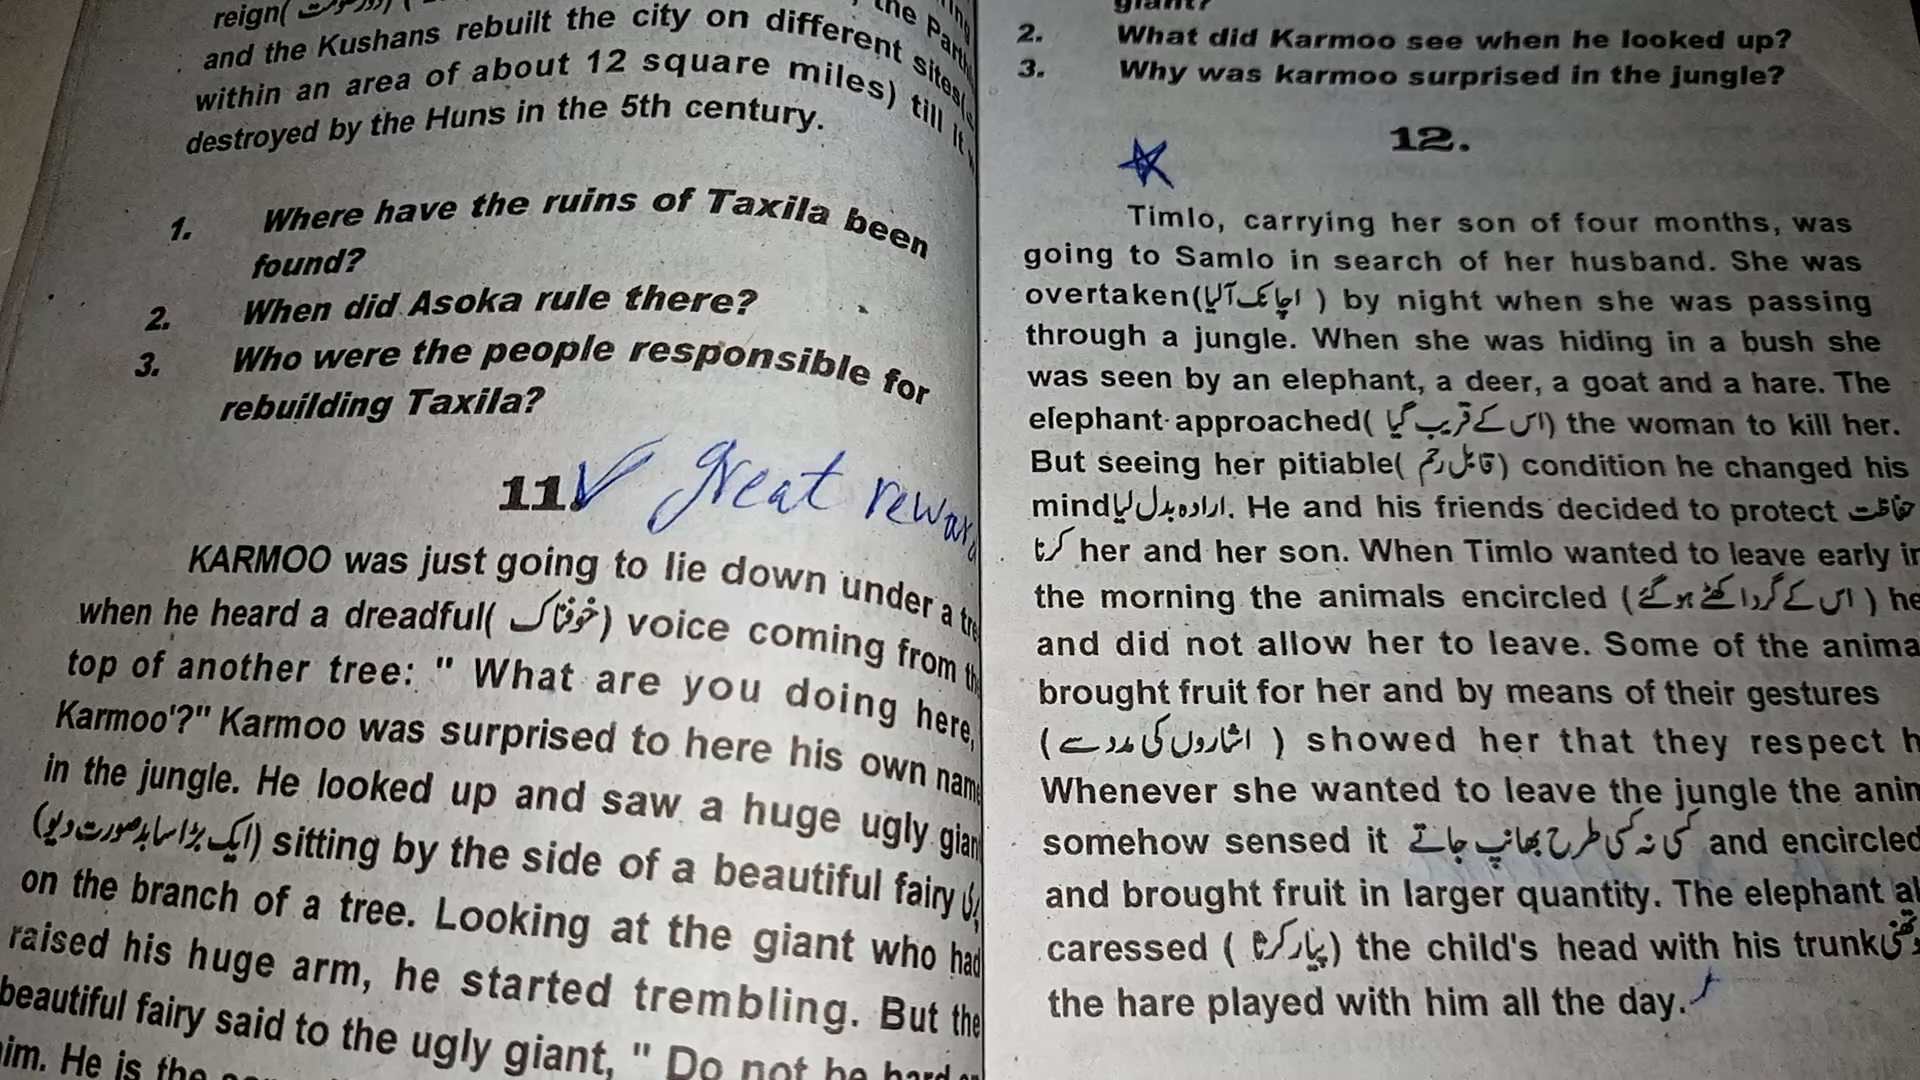 reign(
and the Kushans rebuilt the city on different sites(
within an area of about 12 square miles) till it
destroyed by the Huns in the 5th century.
1. Where have the ruins of Taxila been
found?
2. When did Asoka rule there?
3. Who were the people responsible for
rebuilding Taxila?
11. great
KARMOO was just going to lie down under a
when he heard a dreadful( خوفناک ) voice coming from
top of another tree: " What are you doing here,
Karmoo'?" Karmoo was surprised to here his own
in the jungle. He looked up and saw a huge ugly
(ایک بڑا سا بدصورت دیو) sitting by the side of a beautiful fairy
on the branch of a tree. Looking at the giant who had
raised his huge arm, he started trembling. But the
beautiful fairy said to the ugly giant, " Do not be
He is the
giant?
2. What did Karmoo see when he looked up?
3. Why was karmoo surprised in the jungle?
12.
Timlo, carrying her son of four months, was
going to Samlo in search of her husband. She was
overtaken( اچانک آلیا ) by night when she was passing
through a jungle. When she was hiding in a bush she
was seen by an elephant, a deer, a goat and a hare. The
elephant approached( اس کے قریب گیا) the woman to kill her.
But seeing her pitiable( قابل رحم) condition he changed his
mind ارادہ بدل لیا. He and his friends decided to protect حفاظت
کرنا her and her son. When Timlo wanted to leave early
the morning the animals encircled (اس کے گرد اکٹھے ہو گئے )
and did not allow her to leave. Some of the
brought fruit for her and by means of their gestures
( اشاروں کی مدد سے ) showed her that they respect
Whenever she wanted to leave the jungle the
somehow sensed it کسی نہ کسی طرح بھانپ جاتے and encircled
and brought fruit in larger quantity. The elephant
caressed ( پیار کرنا) the child's head with his trunk
the hare played with him all the day.